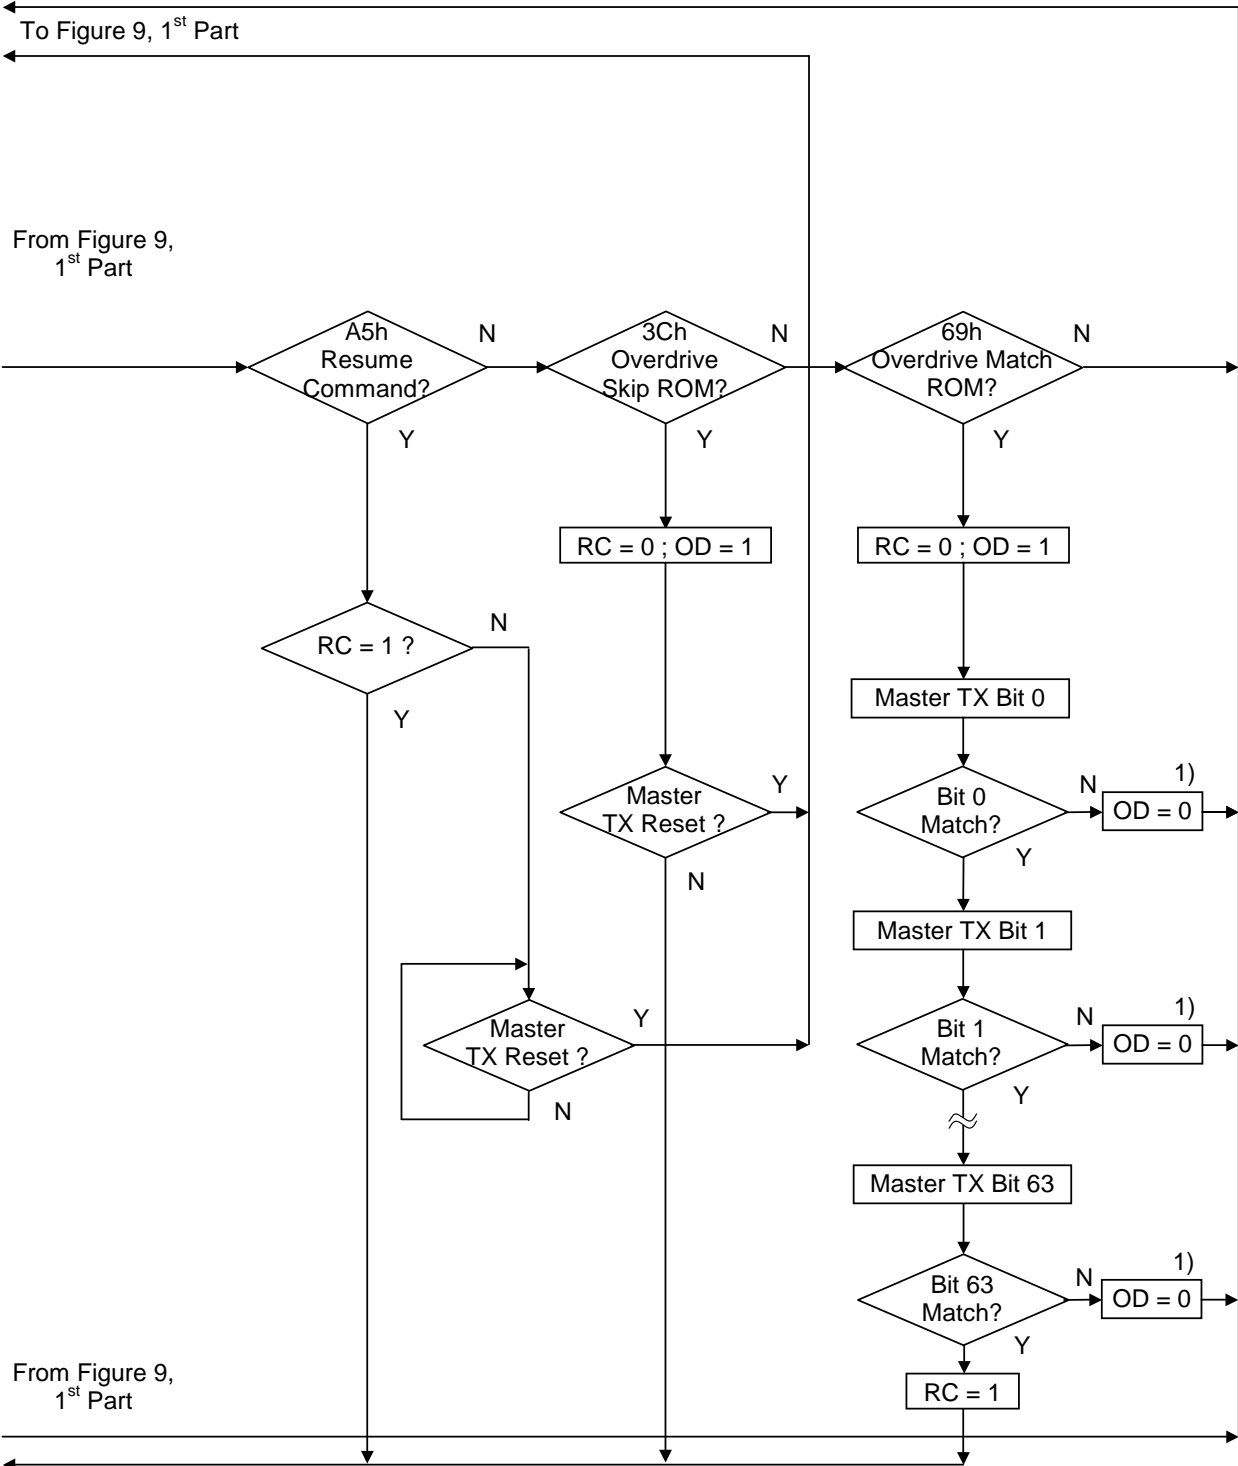 To Figure 9, 1st Part
From Figure 9,
1st Part
A5h
Resume
Command?
N
Y
3Ch
Overdrive
Skip ROM?
N
Y
69h
Overdrive Match
ROM?
N
Y
RC = 0 ; OD = 1
RC = 0 ; OD = 1
RC = 1 ?
N
Y
Master TX Bit 0
Master
TX Reset ?
Y
N
Bit 0
Match?
N
Y
1)
OD = 0
Master TX Bit 1
Master
TX Reset ?
Y
N
Bit 1
Match?
N
Y
1)
OD = 0
Master TX Bit 63
Bit 63
Match?
N
Y
1)
OD = 0
From Figure 9,
1st Part
RC = 1